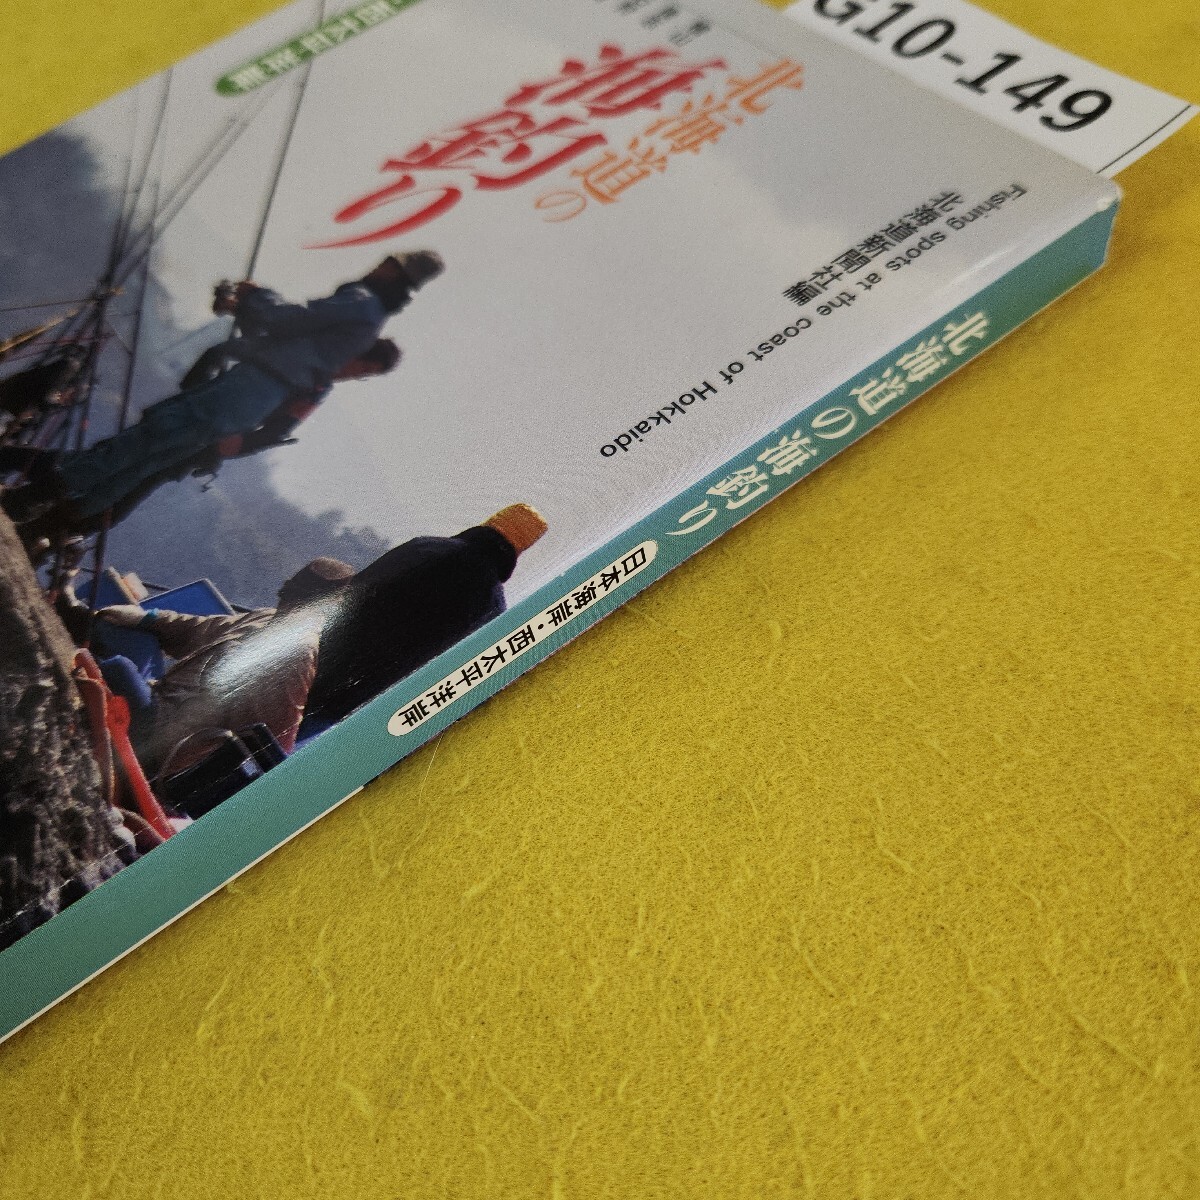 G10-149
北海道の
海釣り
Fishing spots at the coast of Hokkaido
北海道新聞社編
北海道の海釣り
日本海岸・西太平洋岸